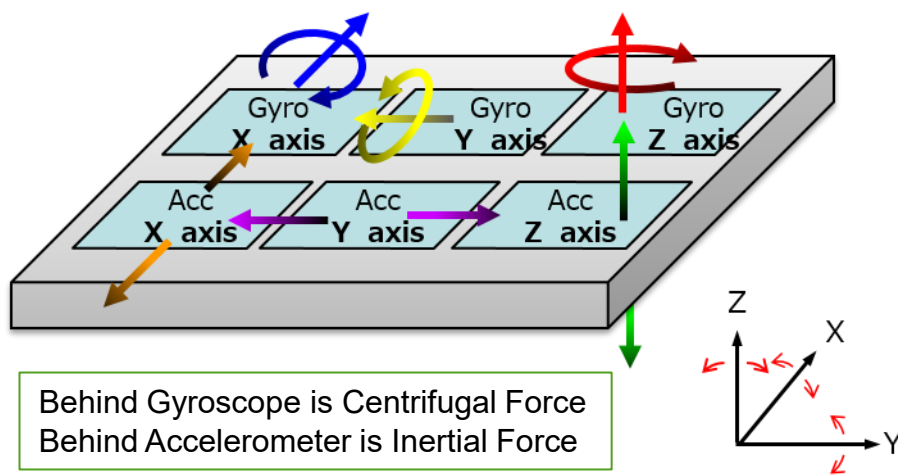 Gyro
X axis
Gyro
Y axis
Gyro
Z axis
Acc
X axis
Acc
Y axis
Acc
Z axis
Z
X
Y
Behind Gyroscope is Centrifugal Force
Behind Accelerometer is Inertial Force